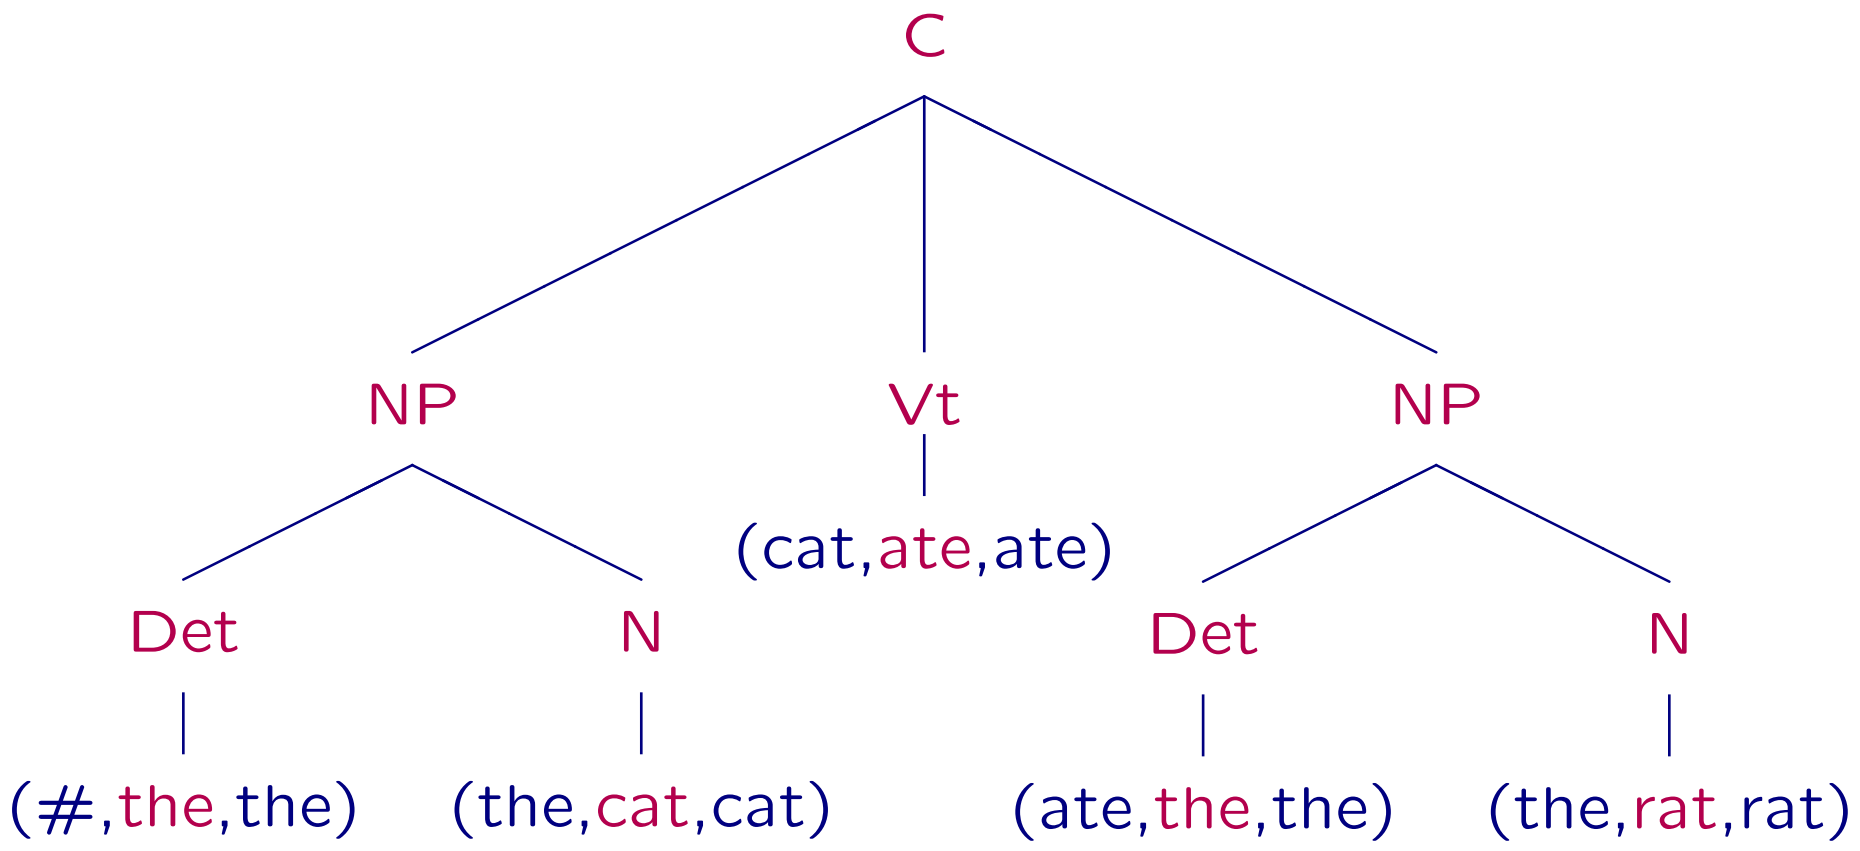 C
NP Vt NP
(cat,ate,ate)
Det N Det N
(#,the,the) (the,cat,cat) (ate,the,the) (the,rat,rat)